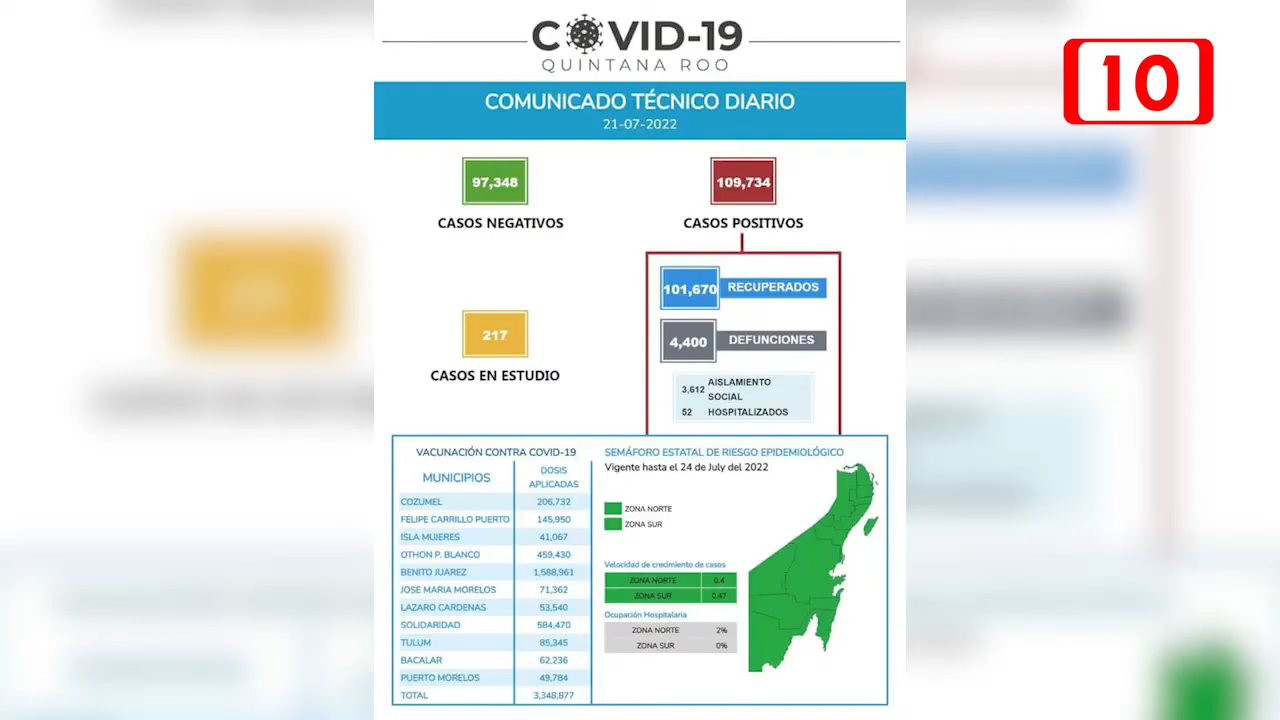 COVID-19
QUINTANA ROO
10
COMUNICADO TÉCNICO DIARIO
21-07-2022
97,348
CASOS NEGATIVOS
109,734
CASOS POSITIVOS
101,670 RECUPERADOS
4,400 DEFUNCIONES
217
CASOS EN ESTUDIO
3,612 AISLAMIENTO SOCIAL
52 HOSPITALIZADOS
VACUNACIÓN CONTRA COVID-19
MUNICIPIOS DOSIS APLICADAS
COZUMEL 206,732
FELIPE CARRILLO PUERTO 145,950
ISLA MUJERES 41,067
OTHON P. BLANCO 459,430
BENITO JUAREZ 1,588,961
JOSE MARIA MORELOS 71,362
LAZARO CARDENAS 53,540
SOLIDARIDAD 584,470
TULUM 85,345
BACALAR 62,236
PUERTO MORELOS 49,784
TOTAL 3,348,877
SEMÁFORO ESTATAL DE RIESGO EPIDEMIOLÓGICO
Vigente hasta el 24 de July del 2022
ZONA NORTE
ZONA SUR
Velocidad de crecimiento de casos
ZONA NORTE 0.4
ZONA SUR 0.47
Ocupación Hospitalaria
ZONA NORTE 2%
ZONA SUR 0%